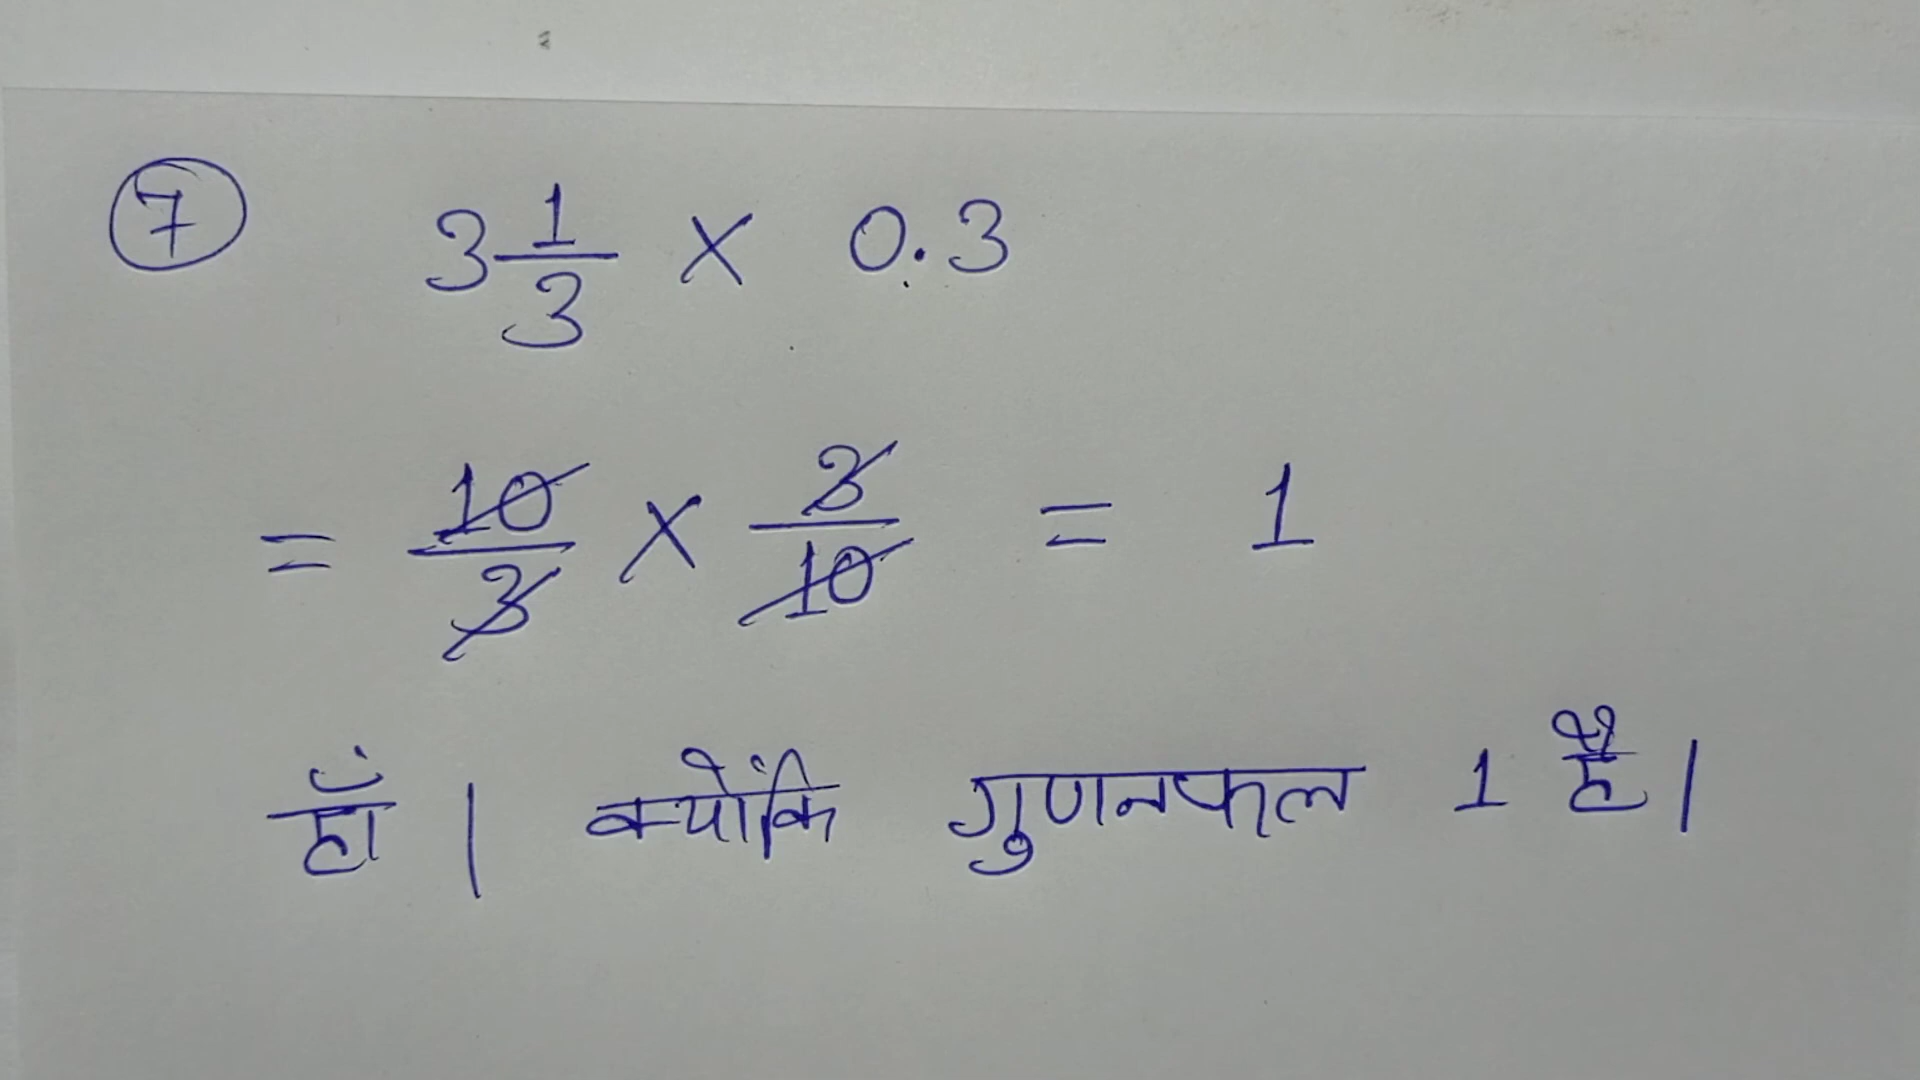 ⑦ 3 1/3 × 0.3
= 10/3 × 3/10 = 1
हाँ। क्योंकि गुणनफल 1 है।